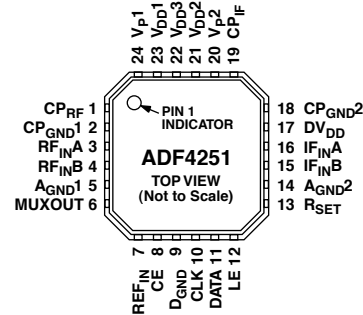 24 VP1
23 VDD1
22 VDD3
21 VDD2
20 VP2
19 CPIF
CPRF 1
CPGND1 2
RFINA 3
RFINB 4
AGND1 5
MUXOUT 6
PIN 1
INDICATOR
ADF4251
TOP VIEW
(Not to Scale)
18 CPGND2
17 DVDD
16 IFINA
15 IFINB
14 AGND2
13 RSET
REFIN 7
CE 8
DGND 9
CLK 10
DATA 11
LE 12